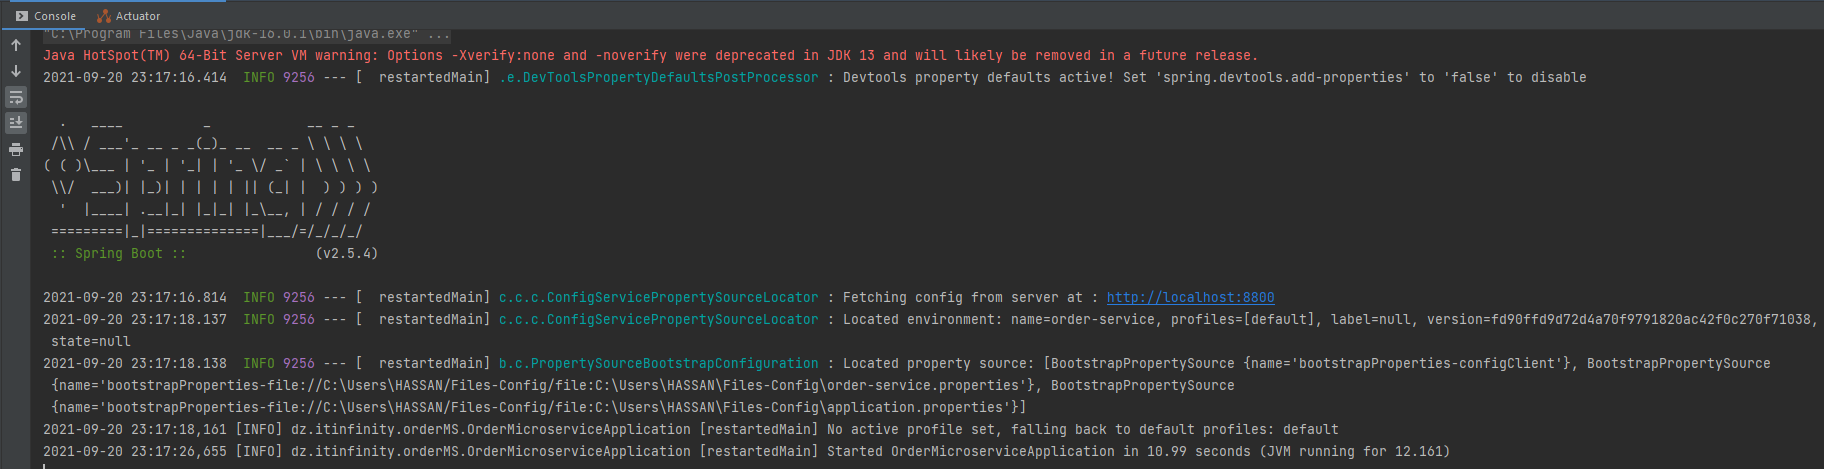 Console Actuator
"C:\Program Files\Java\jdk-16.0.1\bin\java.exe" ...
Java HotSpot(TM) 64-Bit Server VM warning: Options -Xverify:none and -noverify were deprecated in JDK 13 and will likely be removed in a future release.
2021-09-20 23:17:16.414  INFO 9256 --- [  restartedMain] .e.DevToolsPropertyDefaultsPostProcessor : Devtools property defaults active! Set 'spring.devtools.add-properties' to 'false' to disable
  .   ____          _            __ _ _
 /\\ / ___'_ __ _ _(_)_ __  __ _ \ \ \ \
( ( )\___ | '_ | '_| | '_ \/ _` | \ \ \ \
 \\/  ___)| |_)| | | | | || (_| |  ) ) ) )
  '  |____| .__|_| |_|_| |_\__, | / / / /
 =========|_|==============|___/=/_/_/_/
 :: Spring Boot ::                (v2.5.4)
2021-09-20 23:17:16.814  INFO 9256 --- [  restartedMain] c.c.c.ConfigServicePropertySourceLocator : Fetching config from server at : http://localhost:8800
2021-09-20 23:17:18.137  INFO 9256 --- [  restartedMain] c.c.c.ConfigServicePropertySourceLocator : Located environment: name=order-service, profiles=[default], label=null, version=fd90ffd9d72d4a70f9791820ac42f0c270f71038,
 state=null
2021-09-20 23:17:18.138  INFO 9256 --- [  restartedMain] b.c.PropertySourceBootstrapConfiguration : Located property source: [BootstrapPropertySource {name='bootstrapProperties-configClient'}, BootstrapPropertySource
 {name='bootstrapProperties-file://C:\Users\HASSAN/Files-Config/file:C:\Users\HASSAN\Files-Config\order-service.properties'}, BootstrapPropertySource
 {name='bootstrapProperties-file://C:\Users\HASSAN/Files-Config/file:C:\Users\HASSAN\Files-Config\application.properties'}]
2021-09-20 23:17:18,161 [INFO] dz.itinfinity.orderMS.OrderMicroserviceApplication [restartedMain] No active profile set, falling back to default profiles: default
2021-09-20 23:17:26,655 [INFO] dz.itinfinity.orderMS.OrderMicroserviceApplication [restartedMain] Started OrderMicroserviceApplication in 10.99 seconds (JVM running for 12.161)